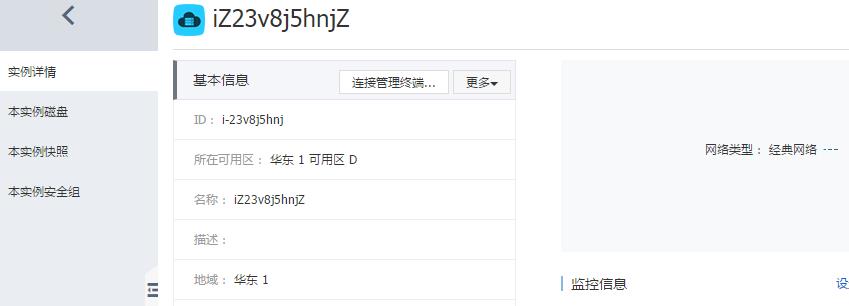 iZ23v8j5hnjZ
实例详情
本实例磁盘
本实例快照
本实例安全组
基本信息 连接管理终端... 更多
ID： i-23v8j5hnj
所在可用区： 华东 1 可用区 D
名称： iZ23v8j5hnjZ
描述：
地域： 华东 1
网络类型： 经典网络 ---
监控信息 设